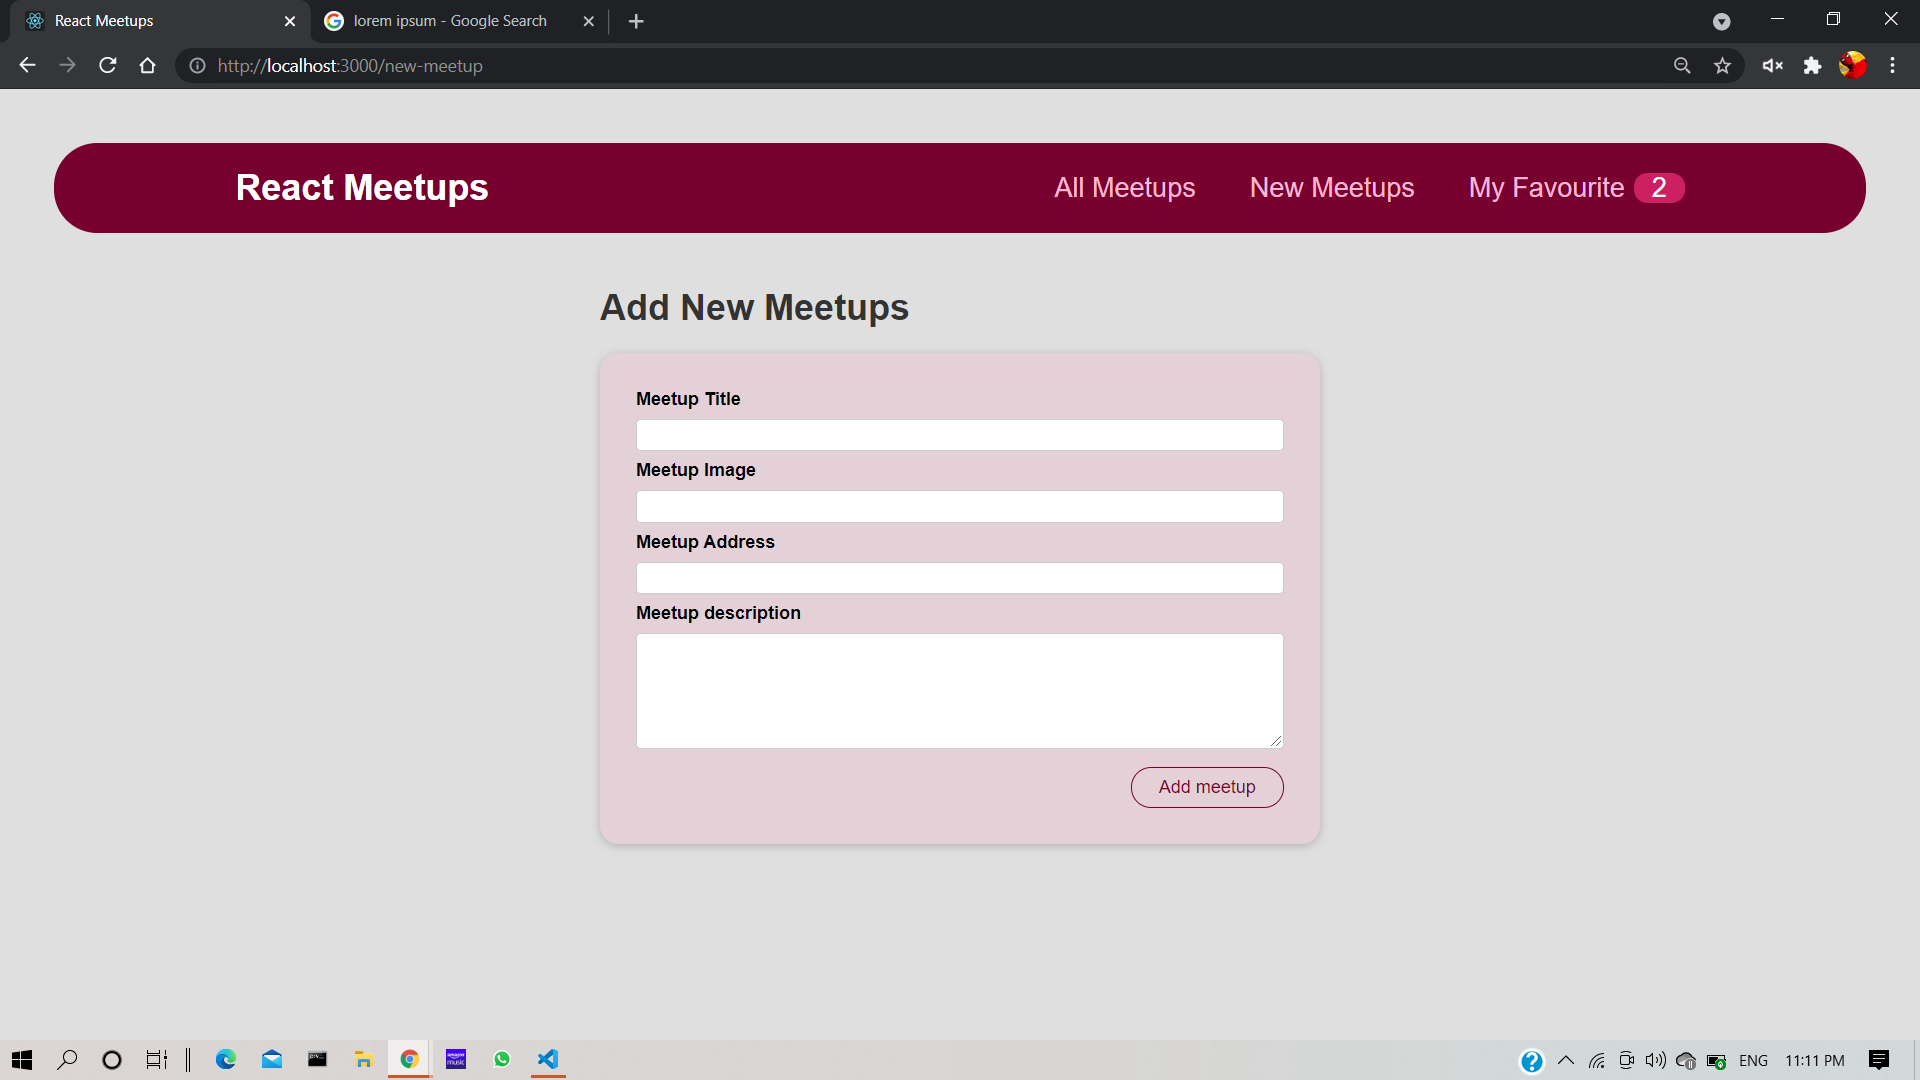 React Meetups
lorem ipsum - Google Search
http://localhost:3000/new-meetup
React Meetups
All Meetups
New Meetups
My Favourite 2
Add New Meetups
Meetup Title
Meetup Image
Meetup Address
Meetup description
Add meetup
ENG
11:11 PM